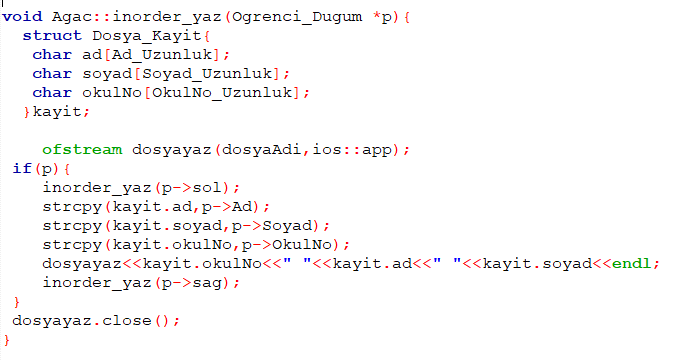 void Agac::inorder_yaz(Ogrenci_Dugum *p){
struct Dosya_Kayit{
char ad[Ad_Uzunluk];
char soyad[Soyad_Uzunluk];
char okulNo[OkulNo_Uzunluk];
}kayit;
ofstream dosyayaz(dosyaAdi,ios::app);
if(p){
inorder_yaz(p->sol);
strcpy(kayit.ad,p->Ad);
strcpy(kayit.soyad,p->Soyad);
strcpy(kayit.okulNo,p->OkulNo);
dosyayaz<<kayit.okulNo<<" "<<kayit.ad<<" "<<kayit.soyad<<endl;
inorder_yaz(p->sag);
}
dosyayaz.close();
}